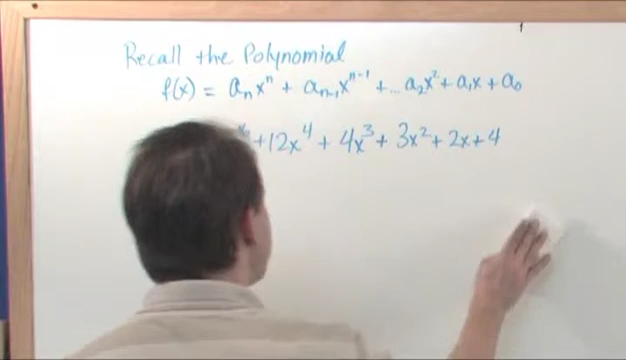 Recall the Polynomial
f(x) = aₙxⁿ + aₙ₋₁xⁿ⁻¹ + ... a₂x² + a₁x + a₀
+12x⁴ + 4x³ + 3x² + 2x + 4